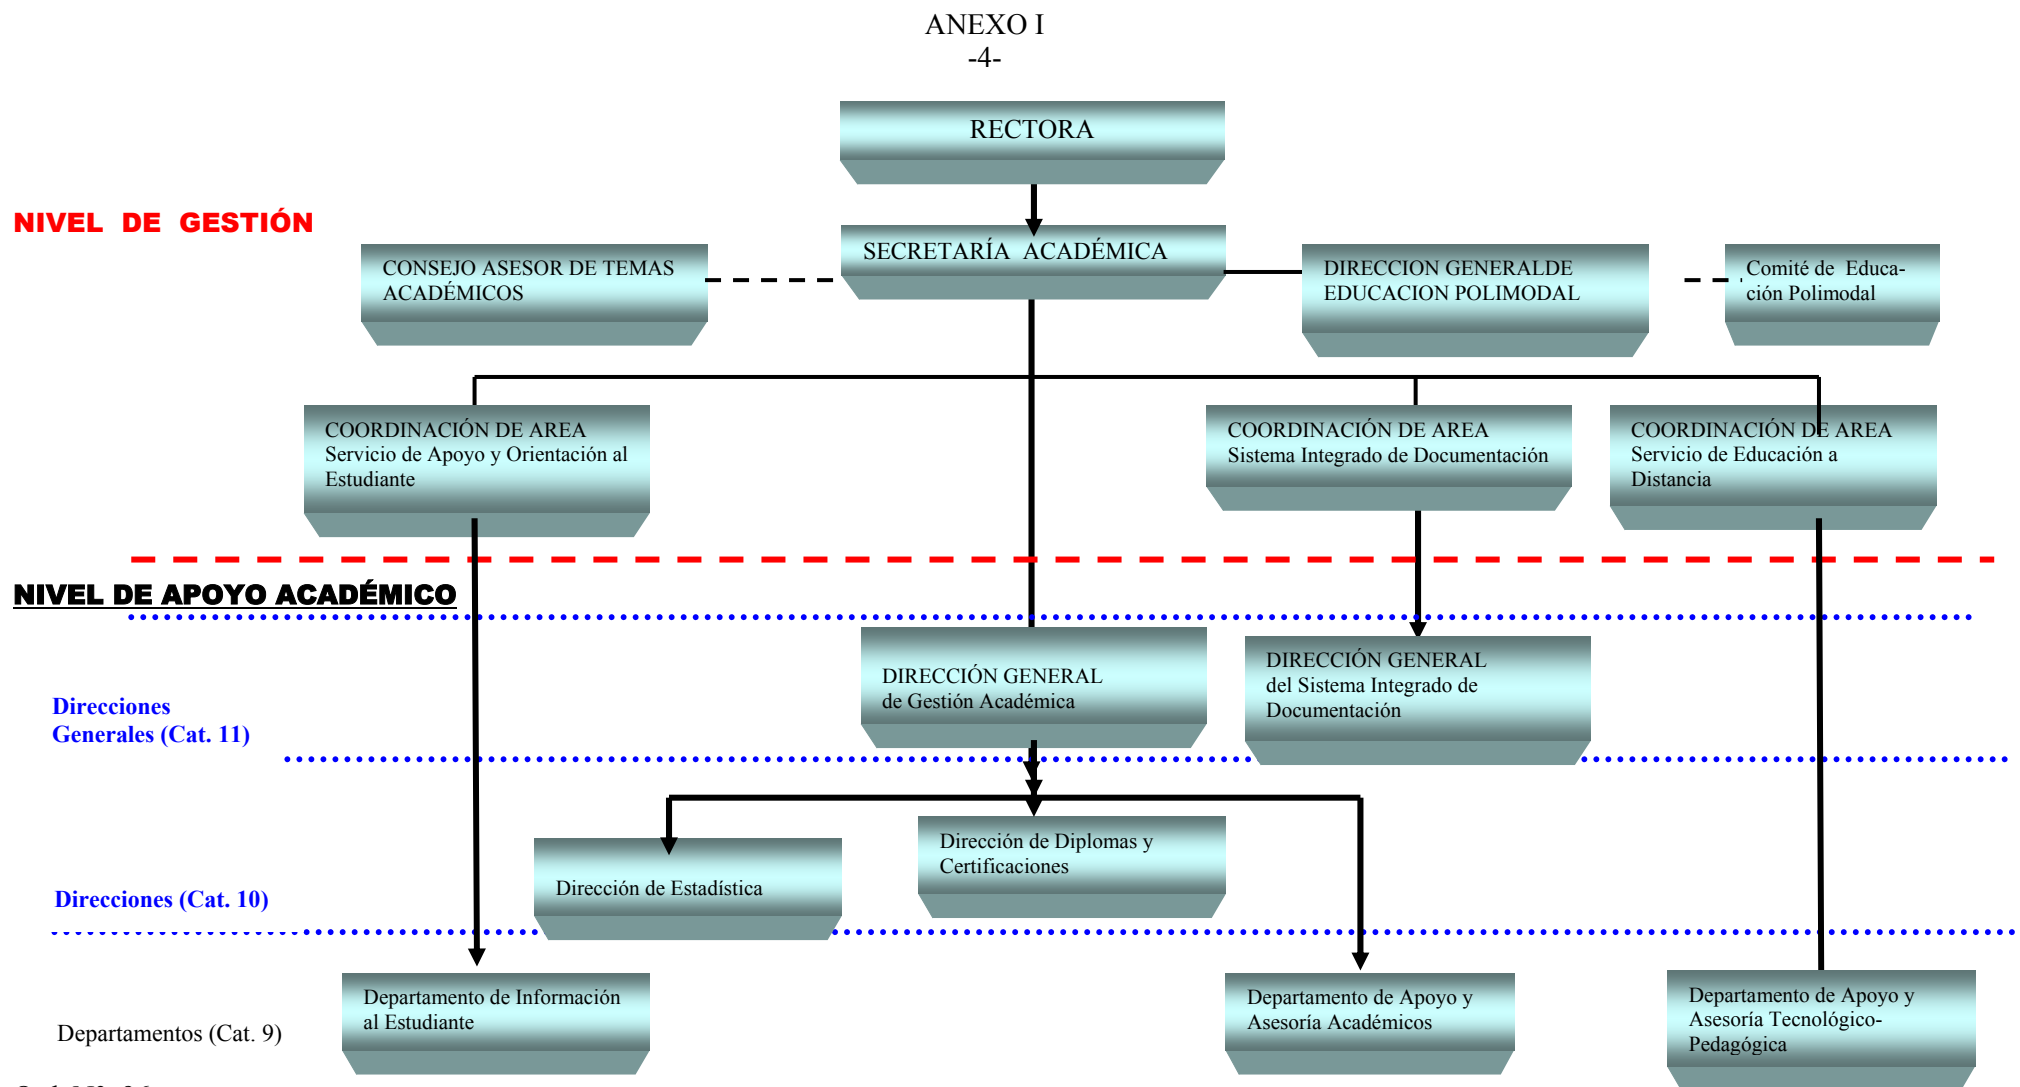 ANEXO I
-4-
RECTORA
NIVEL DE GESTIÓN
SECRETARÍA ACADÉMICA
CONSEJO ASESOR DE TEMAS
ACADÉMICOS
DIRECCION GENERALDE
EDUCACION POLIMODAL
Comité de Educa-
ción Polimodal
COORDINACIÓN DE AREA
Servicio de Apoyo y Orientación al
Estudiante
COORDINACIÓN DE AREA
Sistema Integrado de Documentación
COORDINACIÓN DE AREA
Servicio de Educación a
Distancia
NIVEL DE APOYO ACADÉMICO
DIRECCIÓN GENERAL
de Gestión Académica
DIRECCIÓN GENERAL
del Sistema Integrado de
Documentación
Direcciones
Generales (Cat. 11)
Dirección de Diplomas y
Certificaciones
Dirección de Estadística
Direcciones (Cat. 10)
Departamento de Información
al Estudiante
Departamento de Apoyo y
Asesoría Académicos
Departamento de Apoyo y
Asesoría Tecnológico-
Pedagógica
Departamentos (Cat. 9)